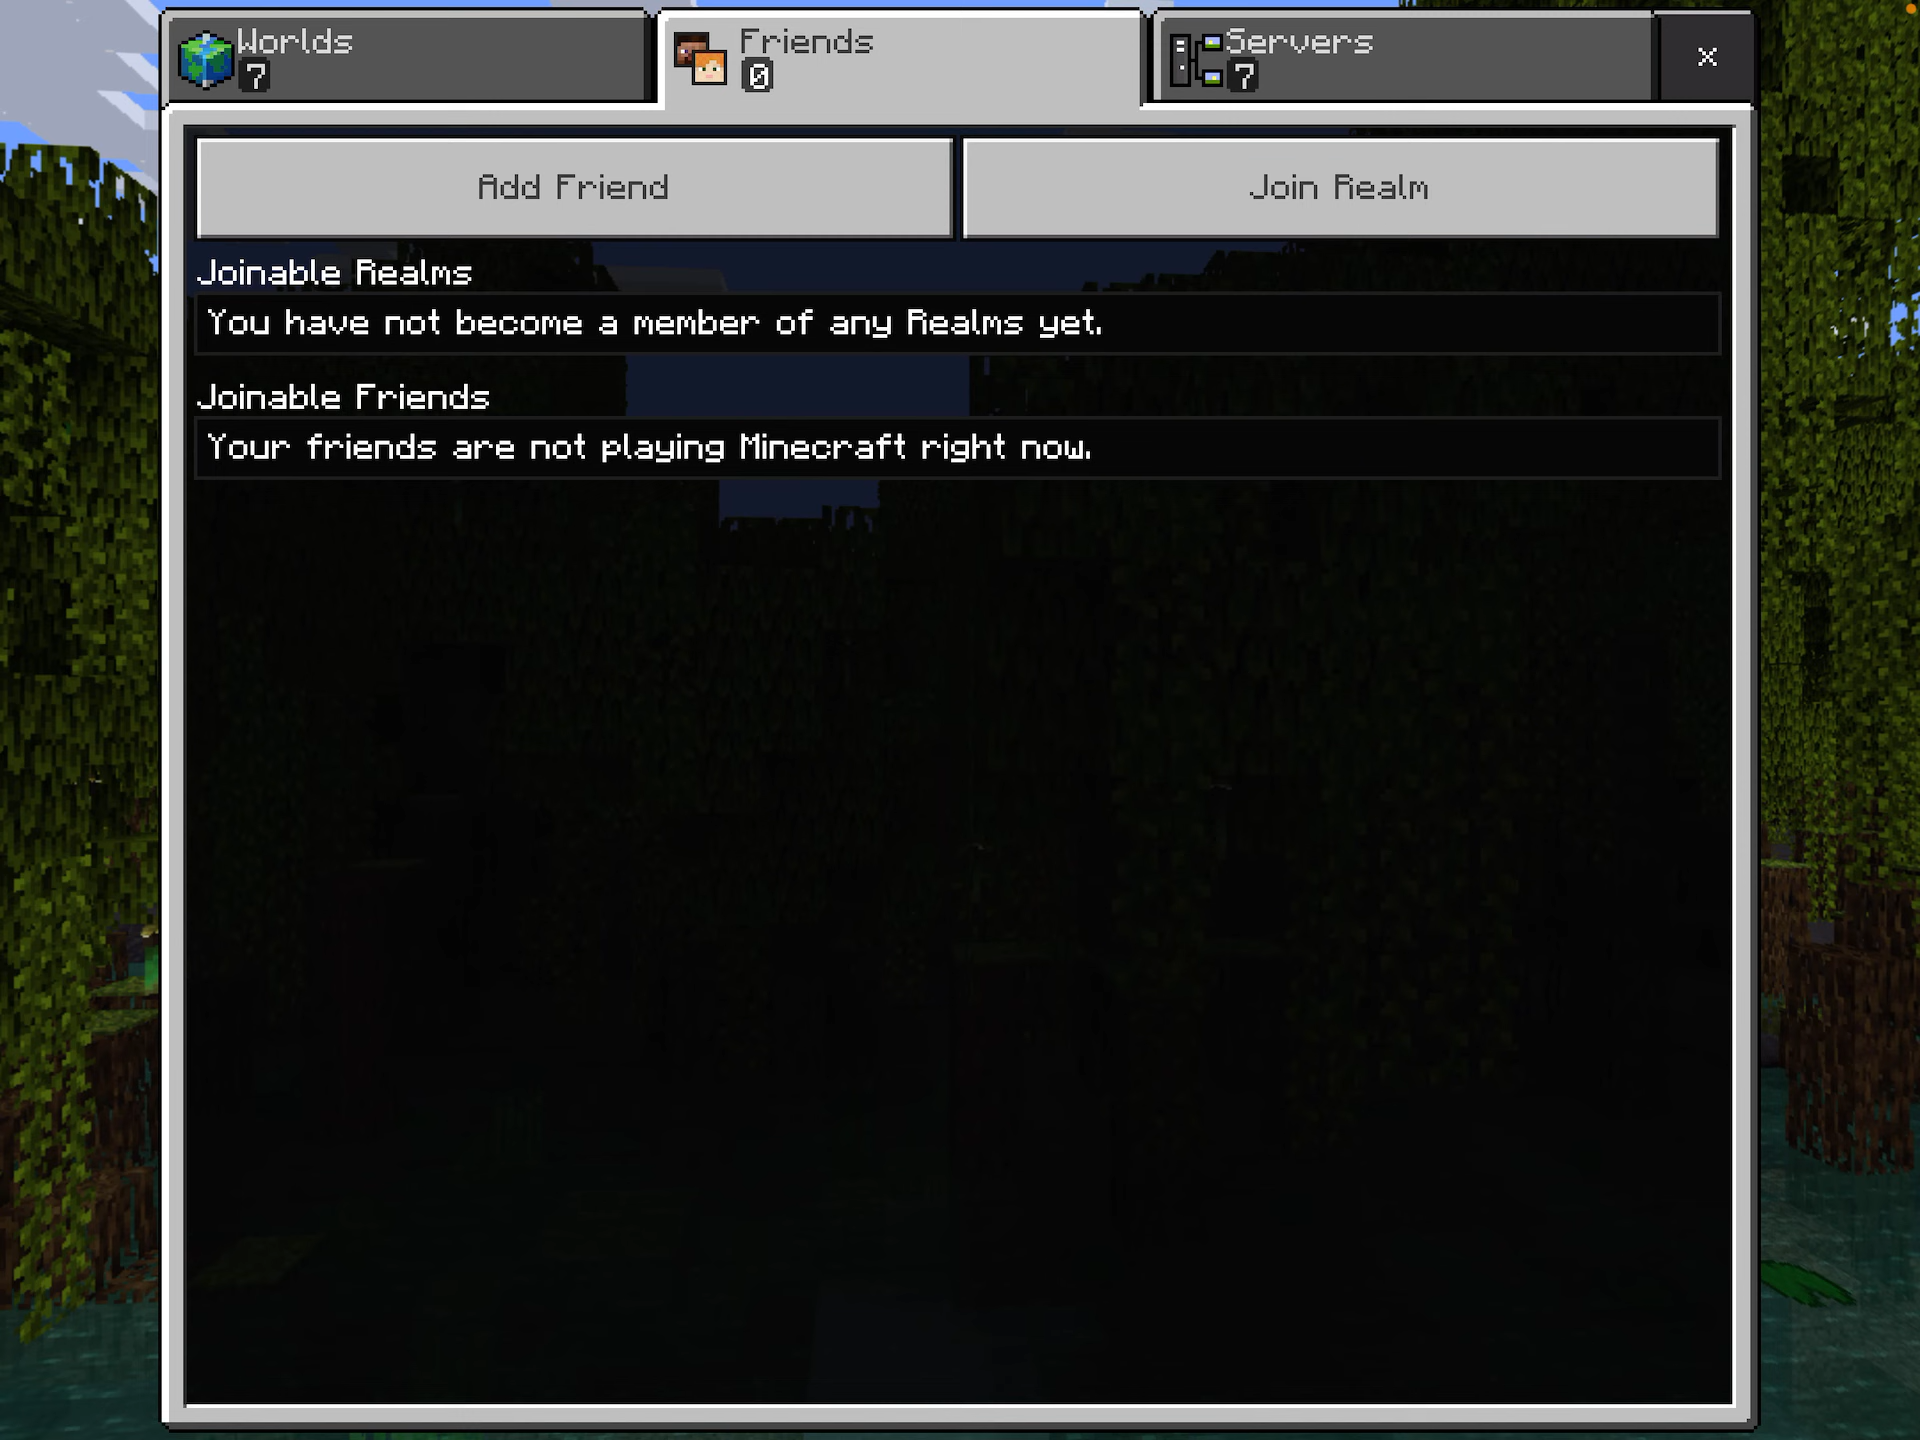 Worlds
7
Friends
0
Servers
7
Add Friend
Join Realm
Joinable Realms
You have not become a member of any Realms yet.
Joinable Friends
Your friends are not playing Minecraft right now.